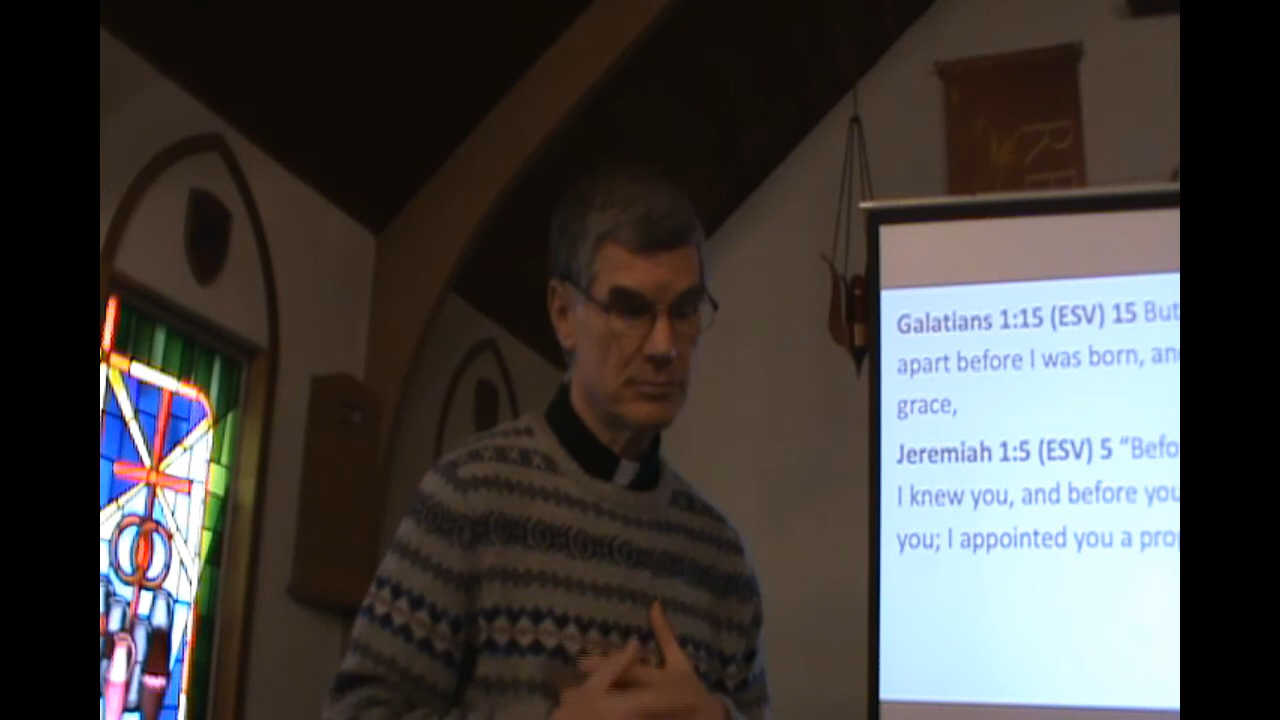 RE
Galatians 1:15 (ESV) 15 But
apart before I was born, an
grace,
Jeremiah 1:5 (ESV) 5 “Befo
I knew you, and before you
you; I appointed you a pro